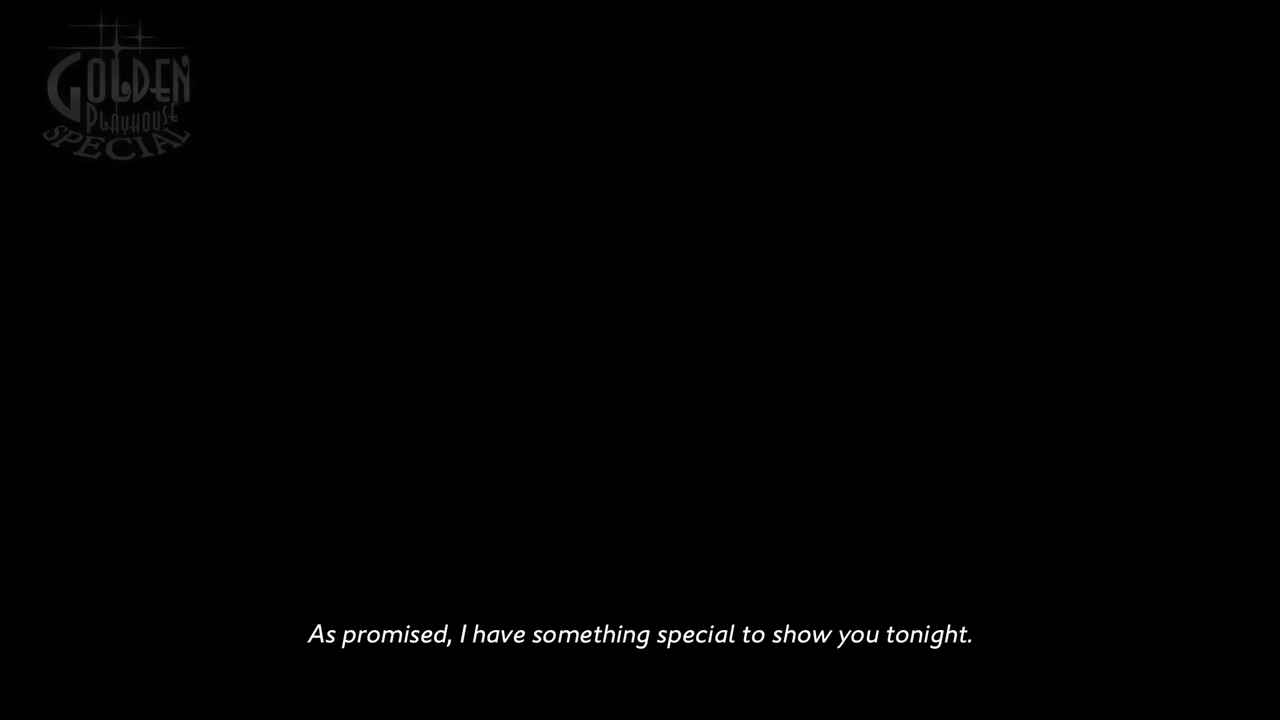 GOLDEN
PLAYHOUSE
SPECIAL
As promised, I have something special to show you tonight.